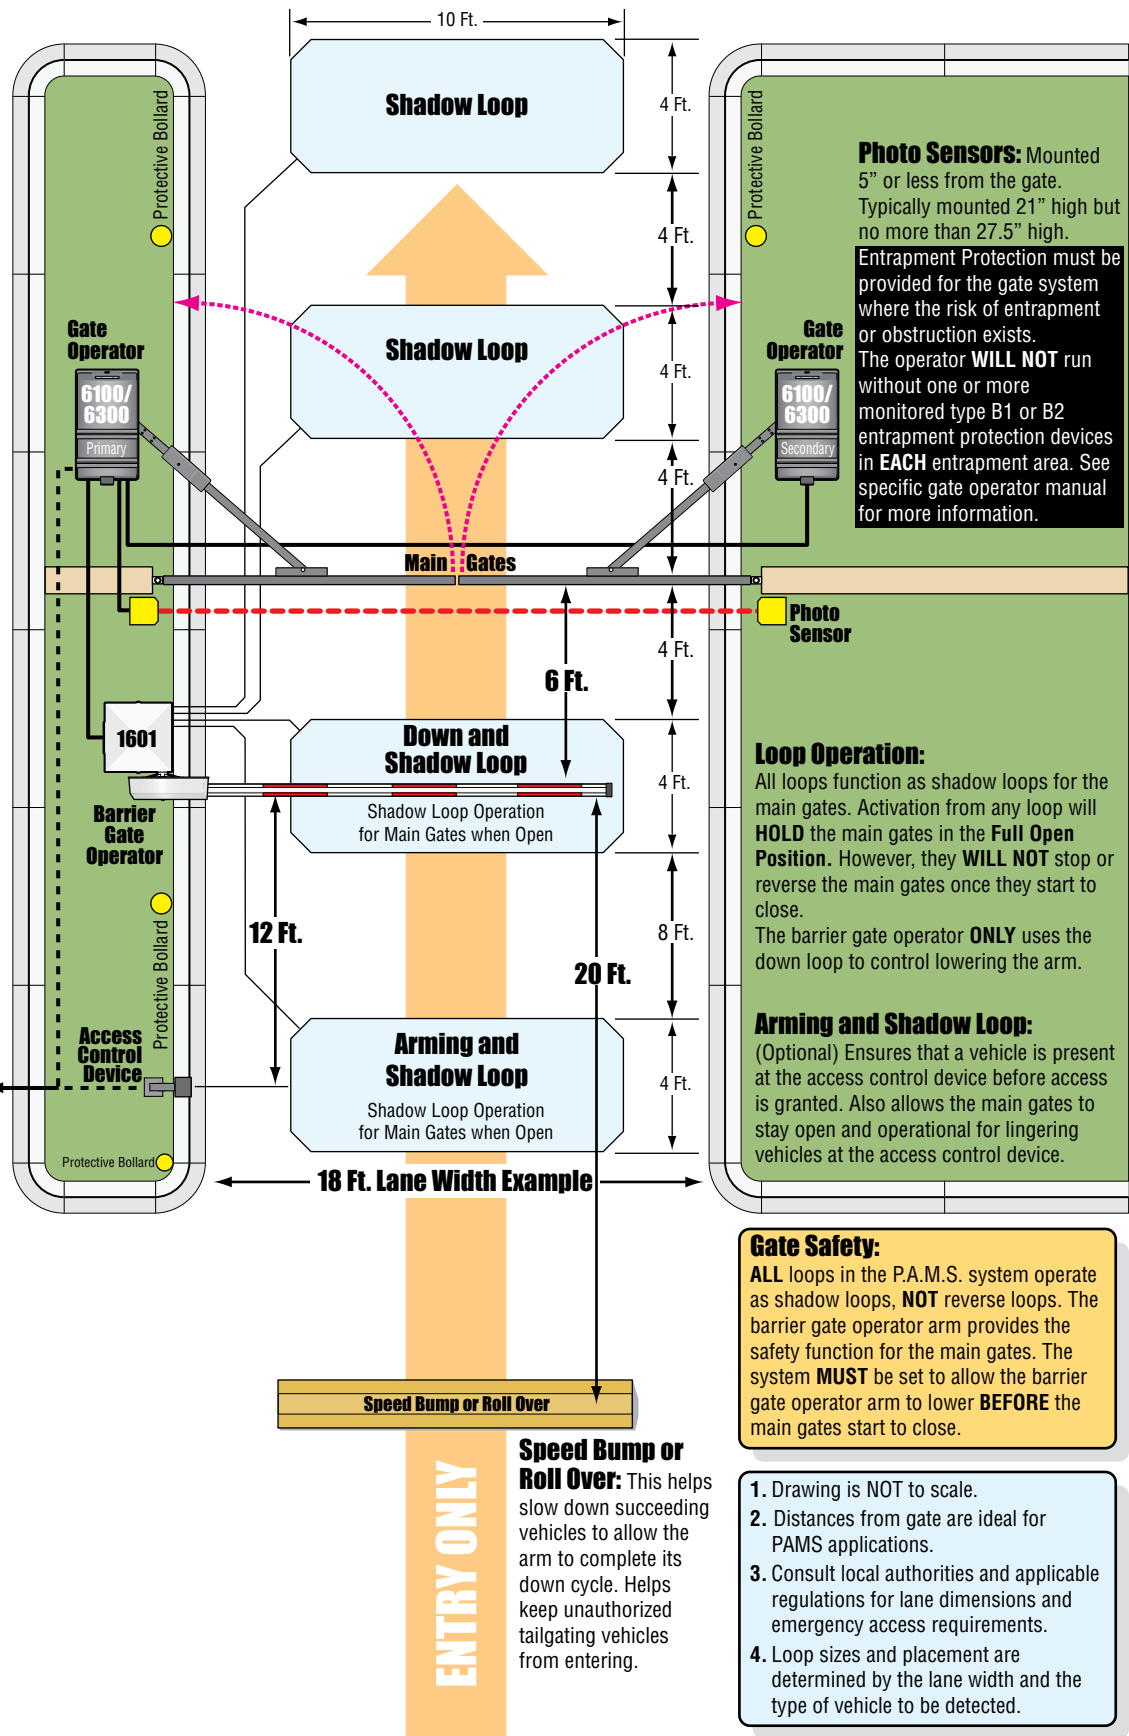 10 Ft.
Shadow Loop
4 Ft.
Protective Bollard
Protective Bollard
Photo Sensors: Mounted
5” or less from the gate.
Typically mounted 21” high but
no more than 27.5” high.
Entrapment Protection must be
provided for the gate system
where the risk of entrapment
or obstruction exists.
The operator WILL NOT run
without one or more
monitored type B1 or B2
entrapment protection devices
in EACH entrapment area. See
specific gate operator manual
for more information.
4 Ft.
Gate
Operator
6100/
6300
Primary
Shadow Loop
4 Ft.
Gate
Operator
6100/
6300
Secondary
4 Ft.
Main Gates
Photo
Sensor
4 Ft.
6 Ft.
1601
Barrier
Gate
Operator
Down and
Shadow Loop
Shadow Loop Operation
for Main Gates when Open
4 Ft.
Loop Operation:
All loops function as shadow loops for the
main gates. Activation from any loop will
HOLD the main gates in the Full Open
Position. However, they WILL NOT stop or
reverse the main gates once they start to
close.
The barrier gate operator ONLY uses the
down loop to control lowering the arm.
12 Ft.
8 Ft.
20 Ft.
Protective Bollard
Access
Control
Device
Arming and
Shadow Loop
Shadow Loop Operation
for Main Gates when Open
4 Ft.
Arming and Shadow Loop:
(Optional) Ensures that a vehicle is present
at the access control device before access
is granted. Also allows the main gates to
stay open and operational for lingering
vehicles at the access control device.
Protective Bollard
18 Ft. Lane Width Example
Gate Safety:
ALL loops in the P.A.M.S. system operate
as shadow loops, NOT reverse loops. The
barrier gate operator arm provides the
safety function for the main gates. The
system MUST be set to allow the barrier
gate operator arm to lower BEFORE the
main gates start to close.
Speed Bump or Roll Over
Speed Bump or
Roll Over: This helps
slow down succeeding
vehicles to allow the
arm to complete its
down cycle. Helps
keep unauthorized
tailgating vehicles
from entering.
ENTRY ONLY
1. Drawing is NOT to scale.
2. Distances from gate are ideal for
PAMS applications.
3. Consult local authorities and applicable
regulations for lane dimensions and
emergency access requirements.
4. Loop sizes and placement are
determined by the lane width and the
type of vehicle to be detected.